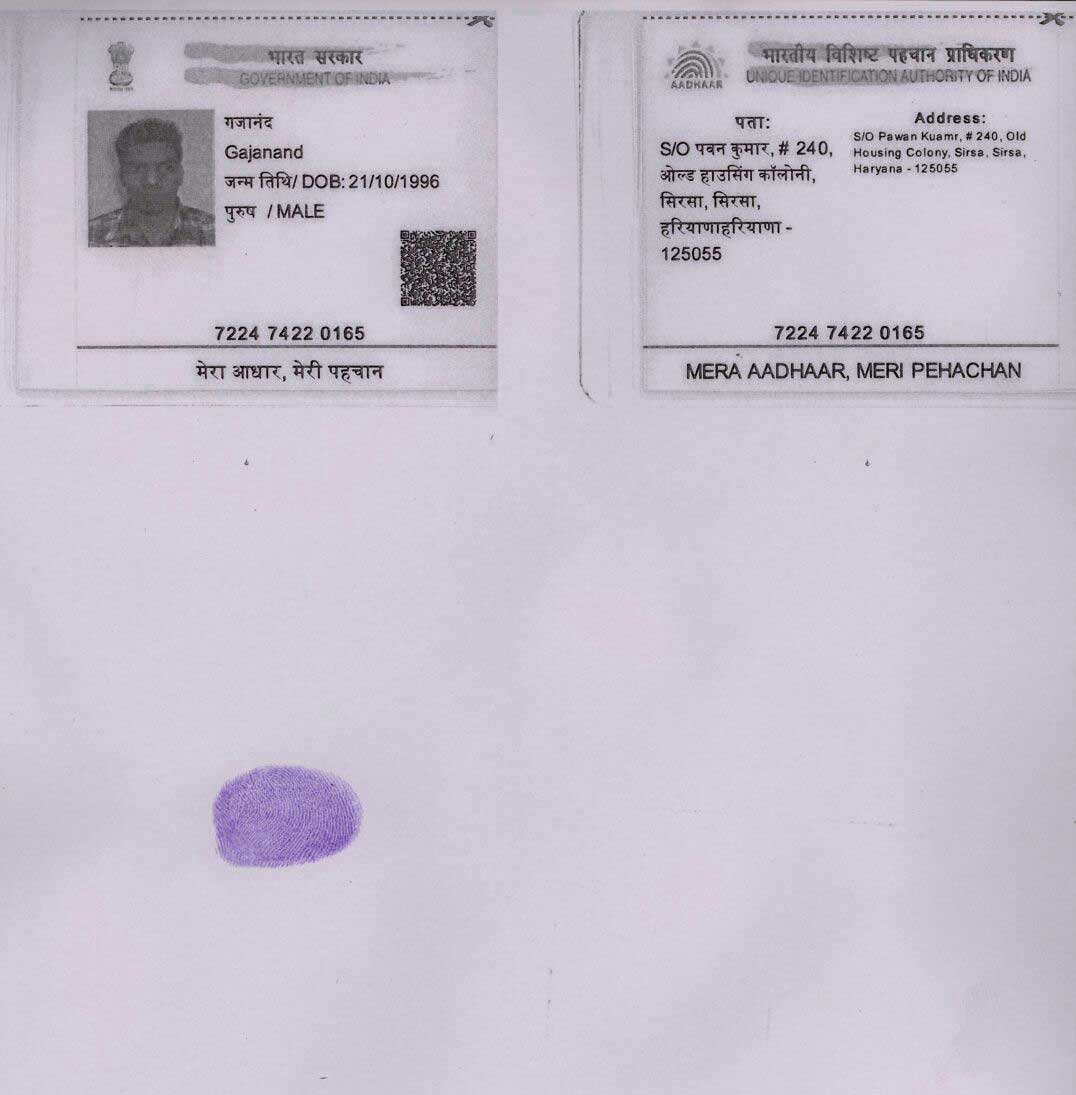 भारत सरकार
GOVERNMENT OF INDIA
गजानंद
Gajanand
जन्म तिथि/ DOB: 21/10/1996
पुरुष / MALE
7224 7422 0165
मेरा आधार, मेरी पहचान
भारतीय विशिष्ट पहचान प्राधिकरण
UNIQUE IDENTIFICATION AUTHORITY OF INDIA
AADHAAR
पता:
S/O पवन कुमार, # 240,
ओल्ड हाउसिंग कॉलोनी,
सिरसा, सिरसा,
हरियाणाहरियाणा -
125055
Address:
S/O Pawan Kuamr, # 240, Old
Housing Colony, Sirsa, Sirsa,
Haryana - 125055
7224 7422 0165
MERA AADHAAR, MERI PEHACHAN